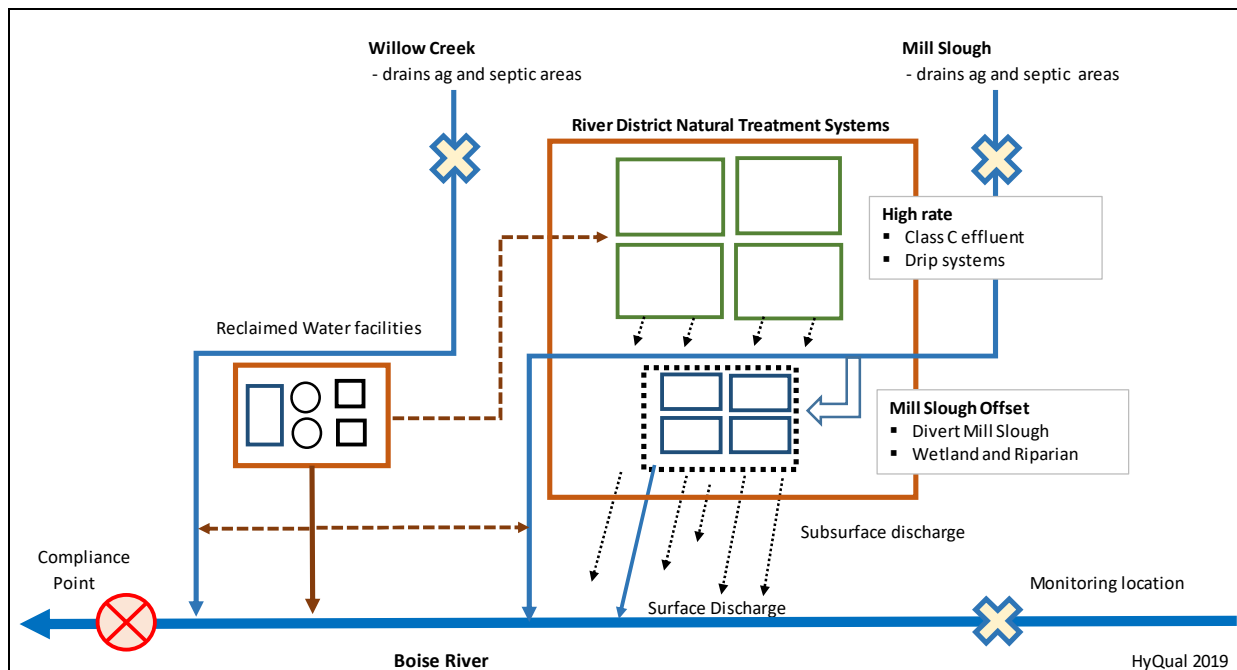 Willow Creek
- drains ag and septic areas
Mill Slough
- drains ag and septic areas
River District Natural Treatment Systems
High rate
▪ Class C effluent
▪ Drip systems
Reclaimed Water facilities
Mill Slough Offset
▪ Divert Mill Slough
▪ Wetland and Riparian
Subsurface discharge
Compliance
Point
Monitoring location
Surface Discharge
Boise River
HyQual 2019